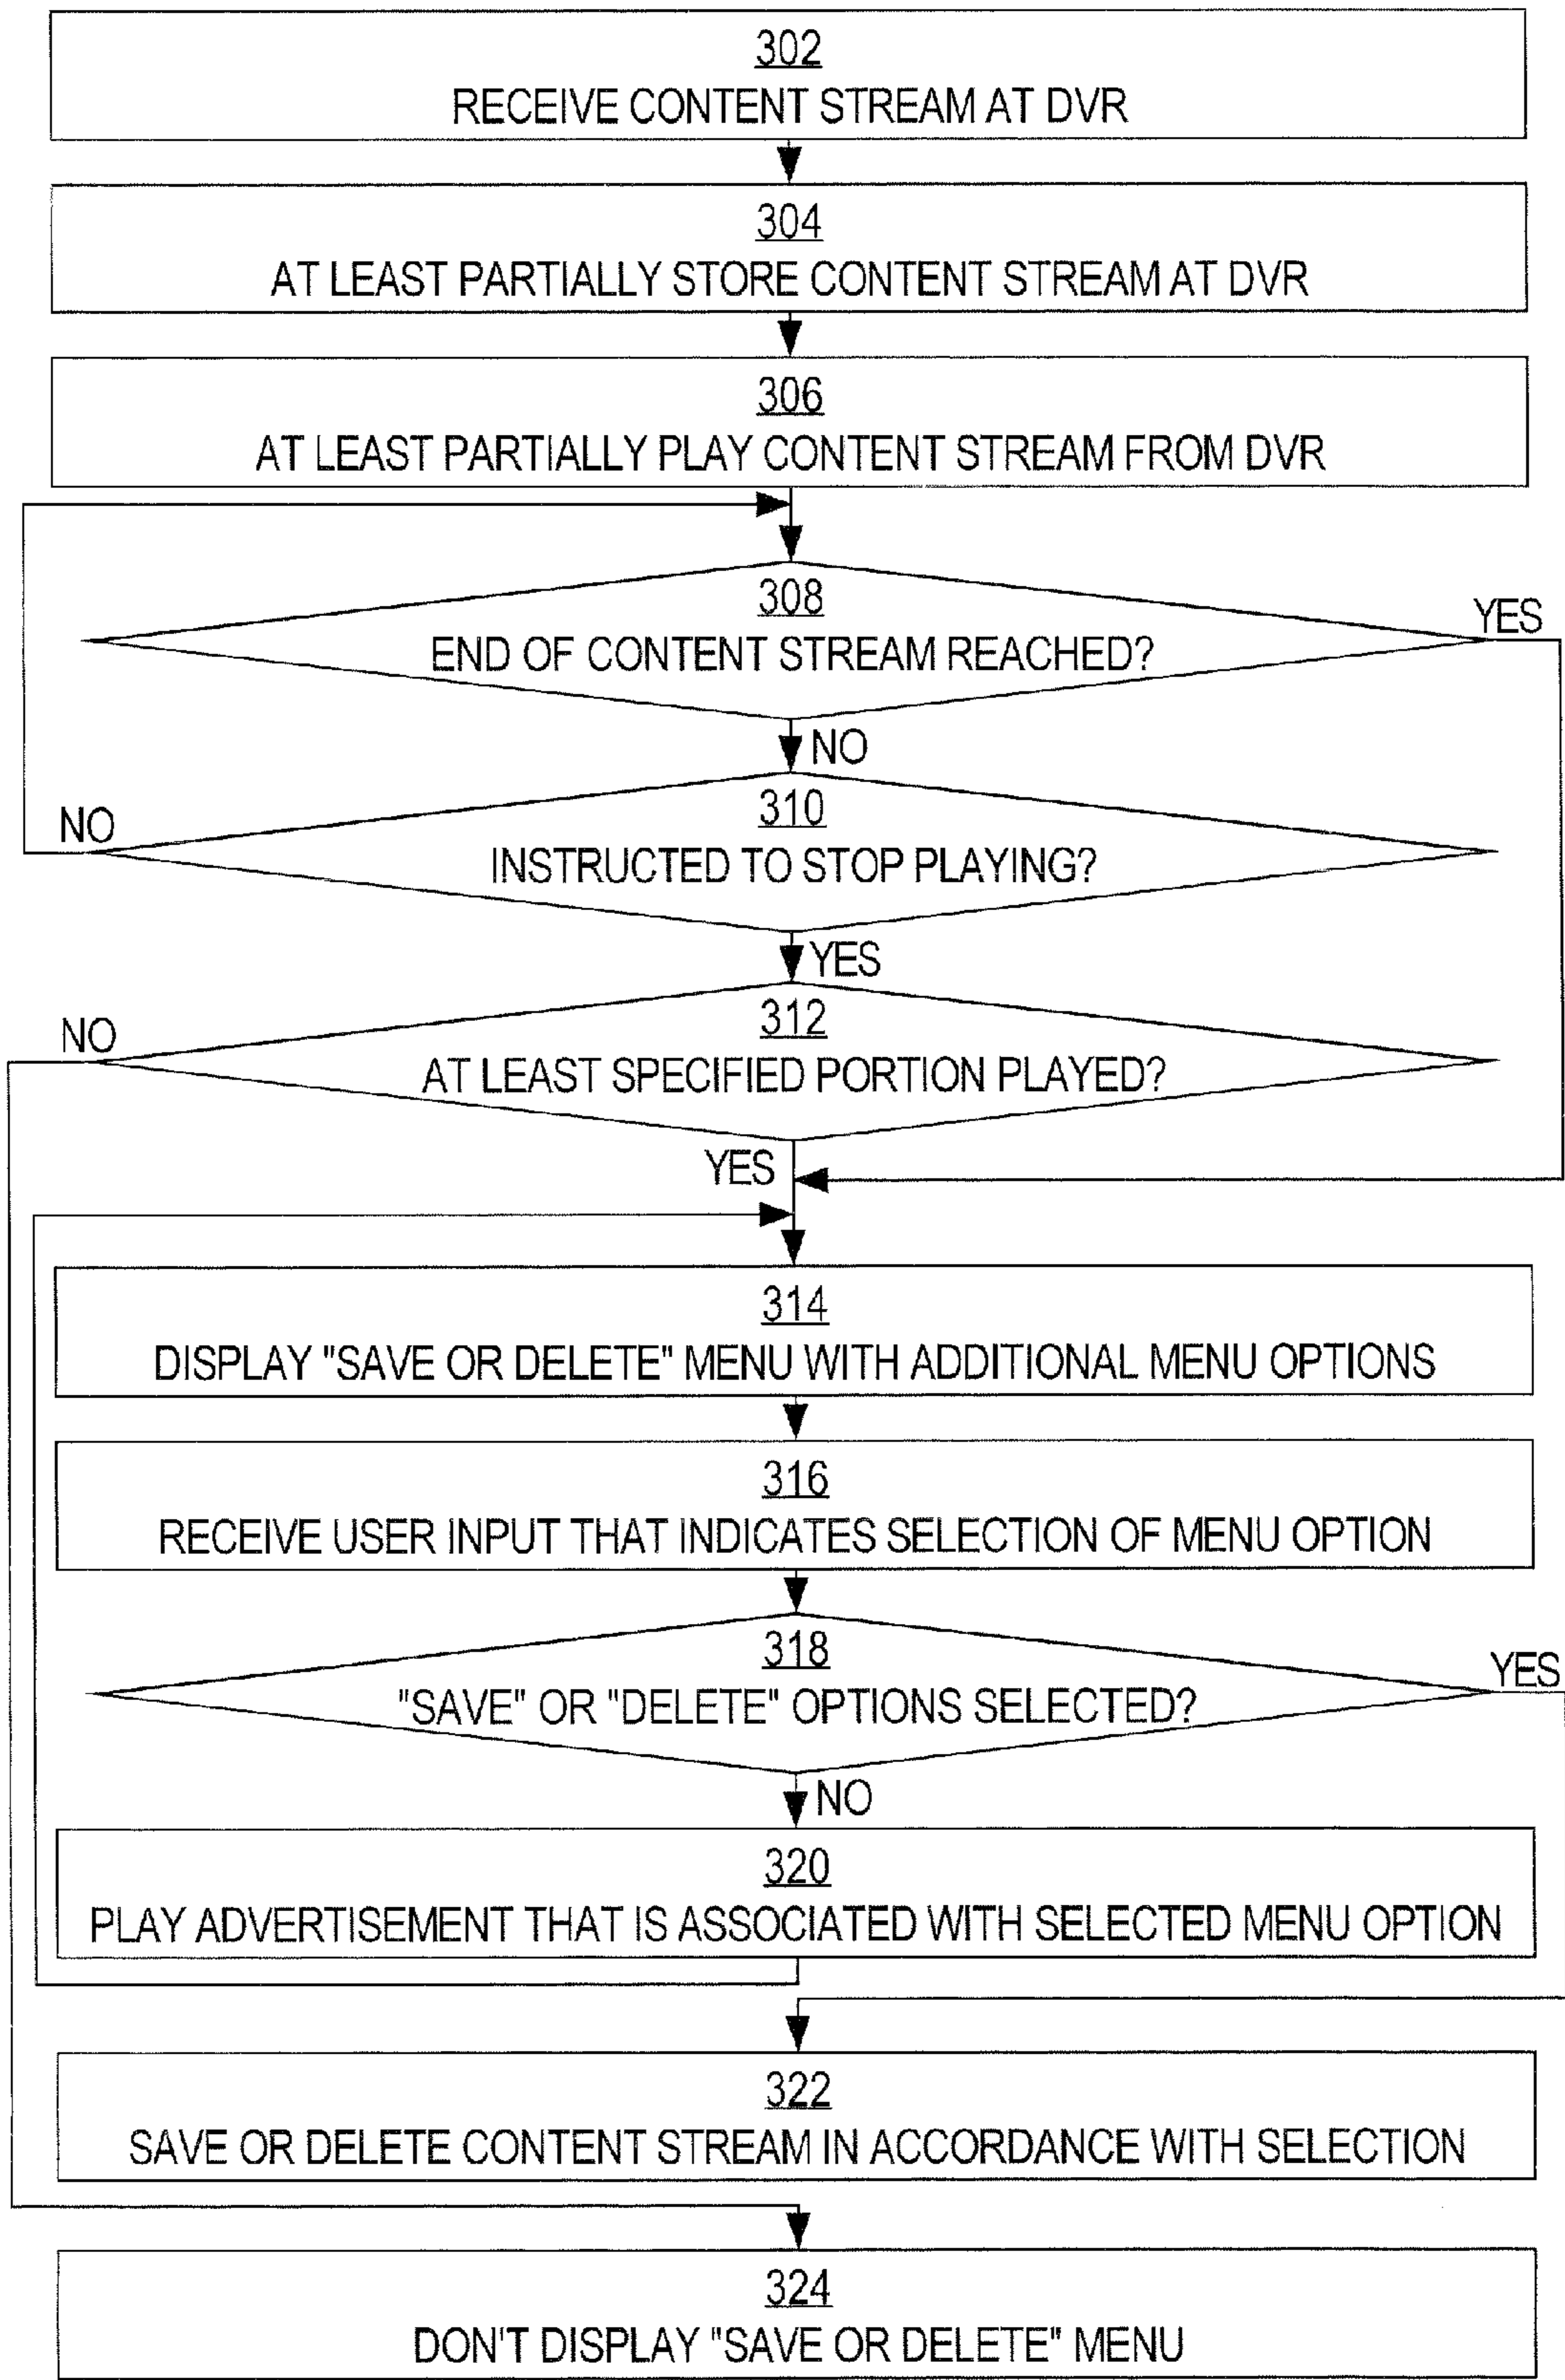 302
RECEIVE CONTENT STREAM AT DVR
304
AT LEAST PARTIALLY STORE CONTENT STREAM AT DVR
306
AT LEAST PARTIALLY PLAY CONTENT STREAM FROM DVR
308
END OF CONTENT STREAM REACHED?
YES
NO
310
INSTRUCTED TO STOP PLAYING?
NO
YES
312
AT LEAST SPECIFIED PORTION PLAYED?
NO
YES
314
DISPLAY "SAVE OR DELETE" MENU WITH ADDITIONAL MENU OPTIONS
316
RECEIVE USER INPUT THAT INDICATES SELECTION OF MENU OPTION
318
"SAVE" OR "DELETE" OPTIONS SELECTED?
YES
NO
320
PLAY ADVERTISEMENT THAT IS ASSOCIATED WITH SELECTED MENU OPTION
322
SAVE OR DELETE CONTENT STREAM IN ACCORDANCE WITH SELECTION
324
DON'T DISPLAY "SAVE OR DELETE" MENU